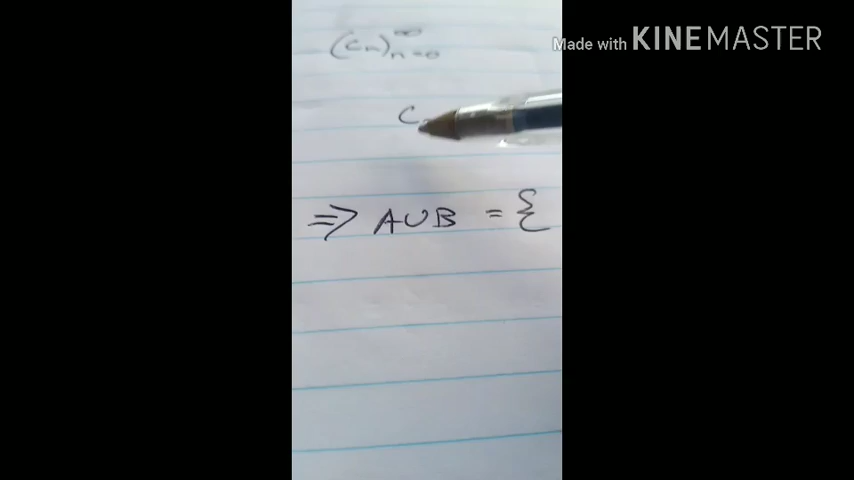 (cn)n=0 ∞
Made with KINEMASTER
c
=> A∪B = {